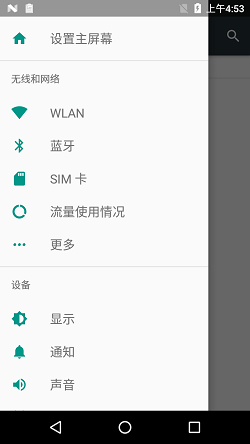 上午4:53
设置主屏幕
无线和网络
WLAN
蓝牙
SIM 卡
流量使用情况
更多
设备
显示
通知
声音